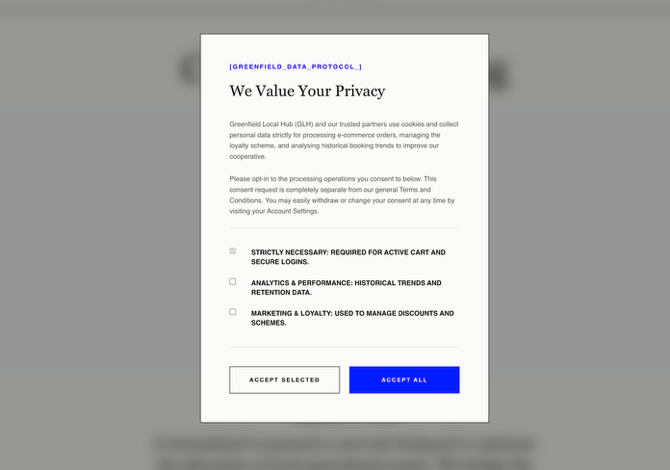 [GREENFIELD_DATA_PROTOCOL_]
We Value Your Privacy
Greenfield Local Hub (GLH) and our trusted partners use cookies and collect
personal data strictly for processing e-commerce orders, managing the
loyalty scheme, and analysing historical booking trends to improve our
cooperative.
Please opt-in to the processing operations you consent to below. This
consent request is completely separate from our general Terms and
Conditions. You may easily withdraw or change your consent at any time by
visiting your Account Settings.
STRICTLY NECESSARY: REQUIRED FOR ACTIVE CART AND
SECURE LOGINS.
ANALYTICS & PERFORMANCE: HISTORICAL TRENDS AND
RETENTION DATA.
MARKETING & LOYALTY: USED TO MANAGE DISCOUNTS AND
SCHEMES.
ACCEPT SELECTED
ACCEPT ALL